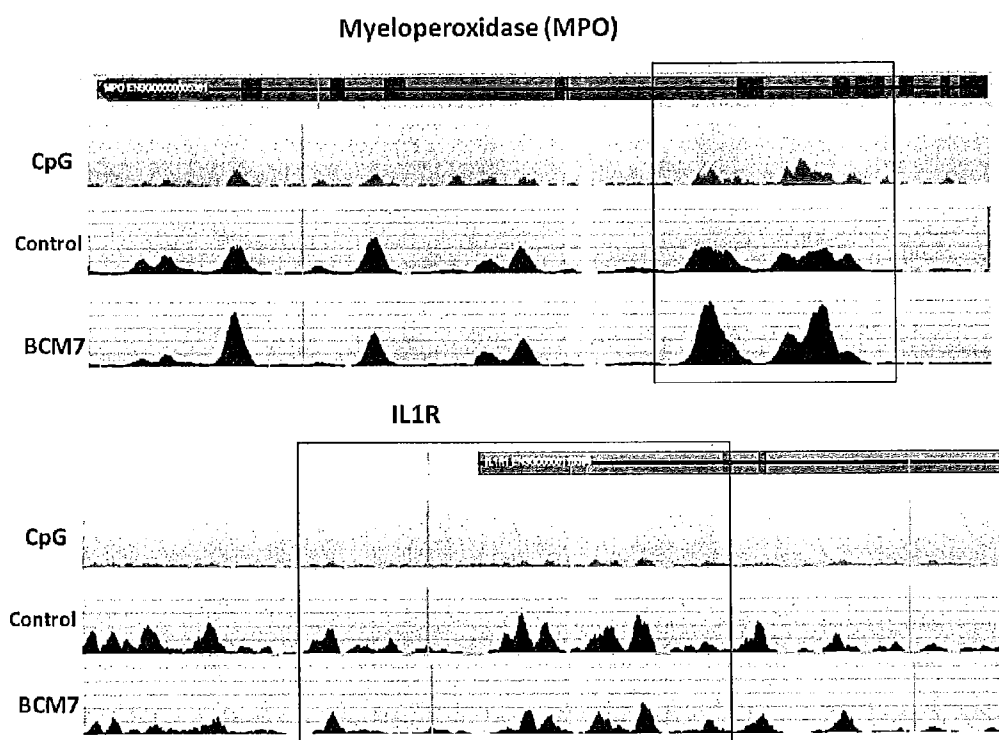 Myeloperoxidase (MPO)
CpG
Control
BCM7
IL1R
CpG
Control
BCM7